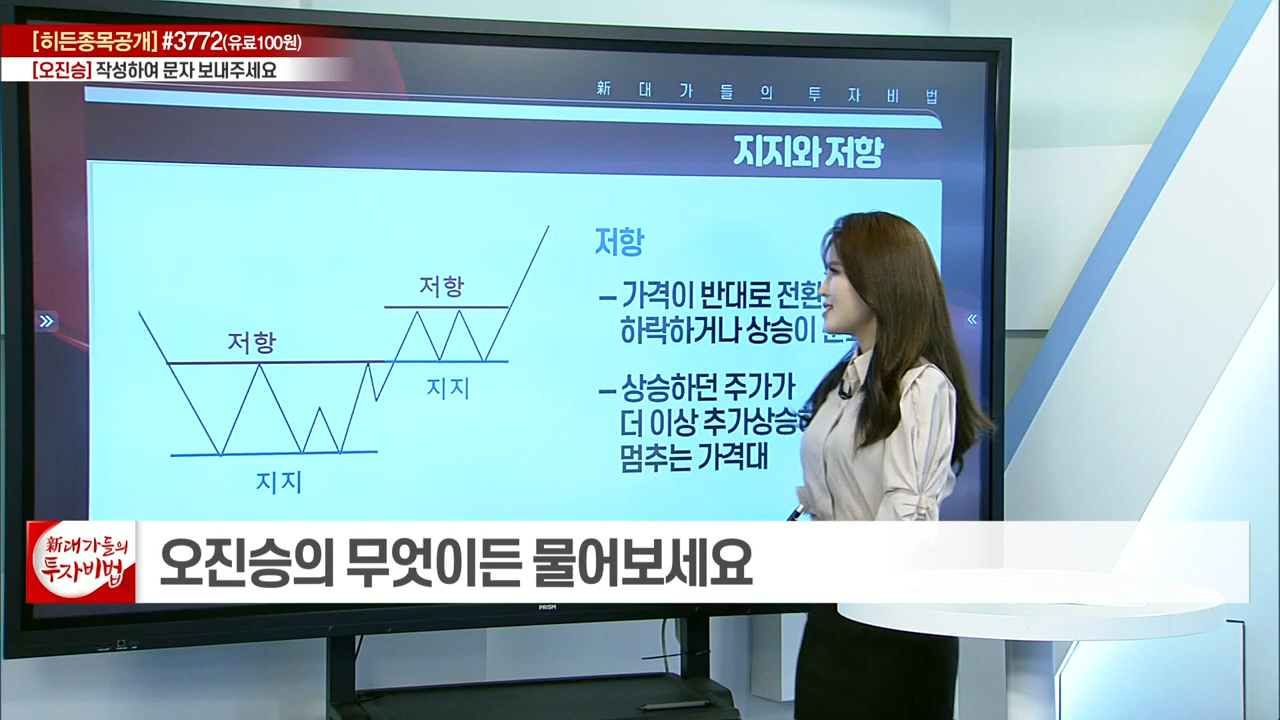 [히든종목공개] #3772(유료100원)
[오진승] 작성하여 문자 보내주세요
新 대 가 들 의 투 자 비 법
지지와 저항
저항
저항
저항
지지
지지
– 가격이 반대로 전환
하락하거나 상승이
– 상승하던 주가가
더 이상 추가상승하
멈추는 가격대
新대가들의
투자비법
오진승의 무엇이든 물어보세요
PRISM